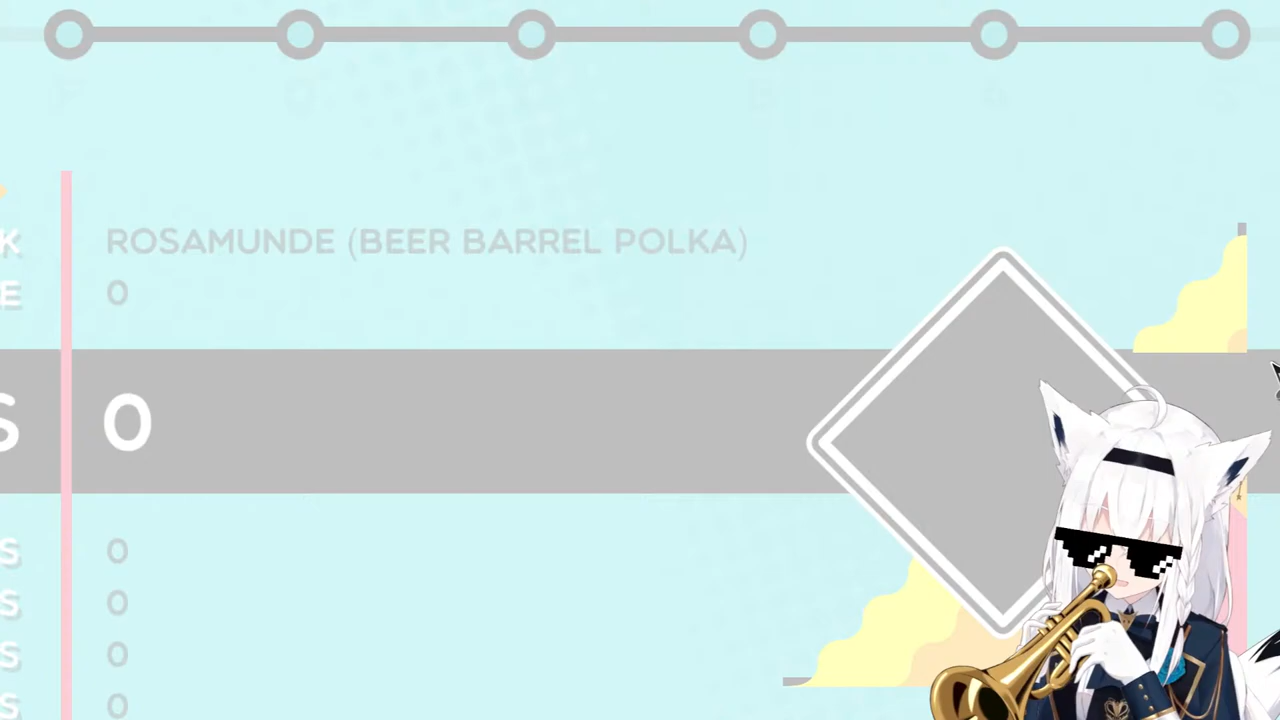 F C B A S
K ROSAMUNDE (BEER BARREL POLKA)
E 0
S 0
S 0
S 0
S 0
S 0